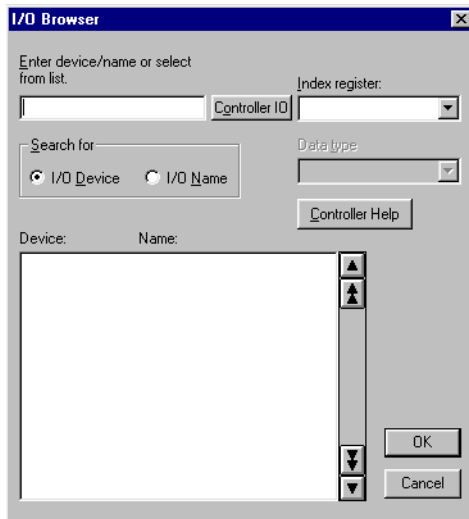 I/O Browser
Enter device/name or select
from list.
Controller IO
Index register:
Search for
I/O Device
I/O Name
Data type
Controller Help
Device:
Name:
OK
Cancel